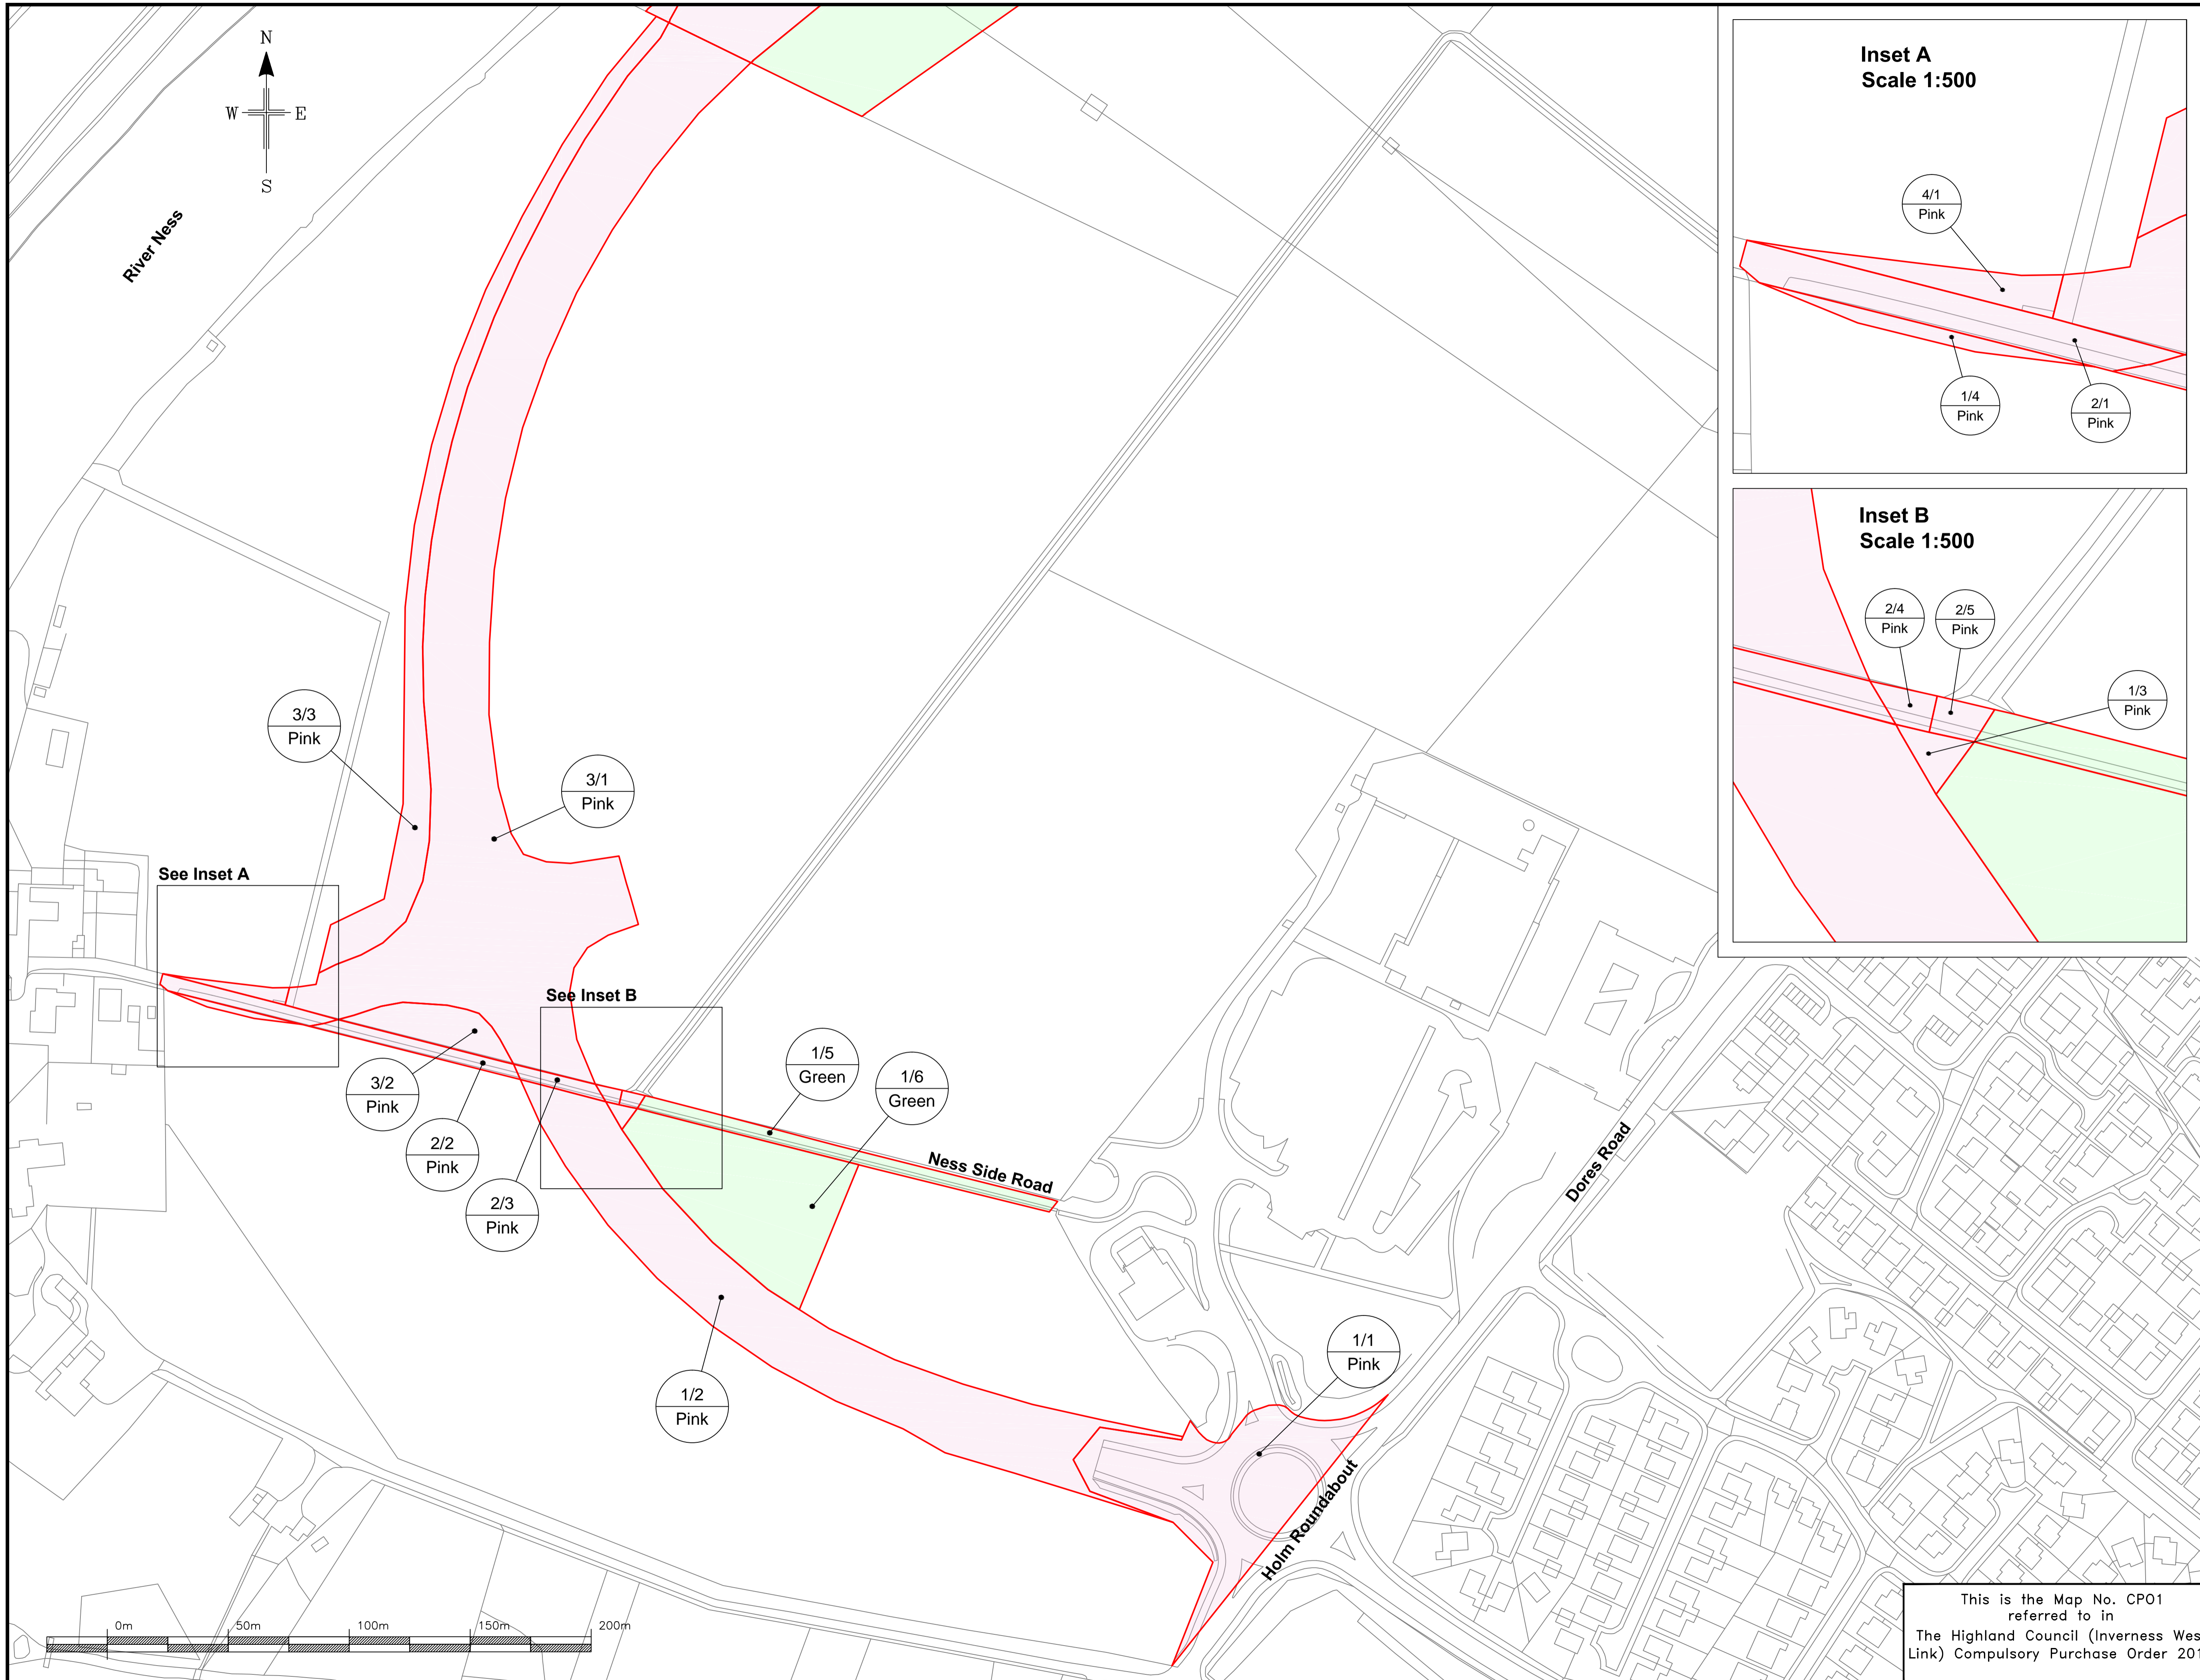 N
W E
S
River Ness
3/3
Pink
3/1
Pink
See Inset A
See Inset B
3/2
Pink
2/2
Pink
2/3
Pink
1/5
Green
1/6
Green
Ness Side Road
1/2
Pink
1/1
Pink
Dores Road
Holm Roundabout
0m 50m 100m 150m 200m
Inset A
Scale 1:500
4/1
Pink
1/4
Pink
2/1
Pink
Inset B
Scale 1:500
2/4
Pink
2/5
Pink
1/3
Pink
This is the Map No. CPO1
referred to in
The Highland Council (Inverness Wes
Link) Compulsory Purchase Order 201